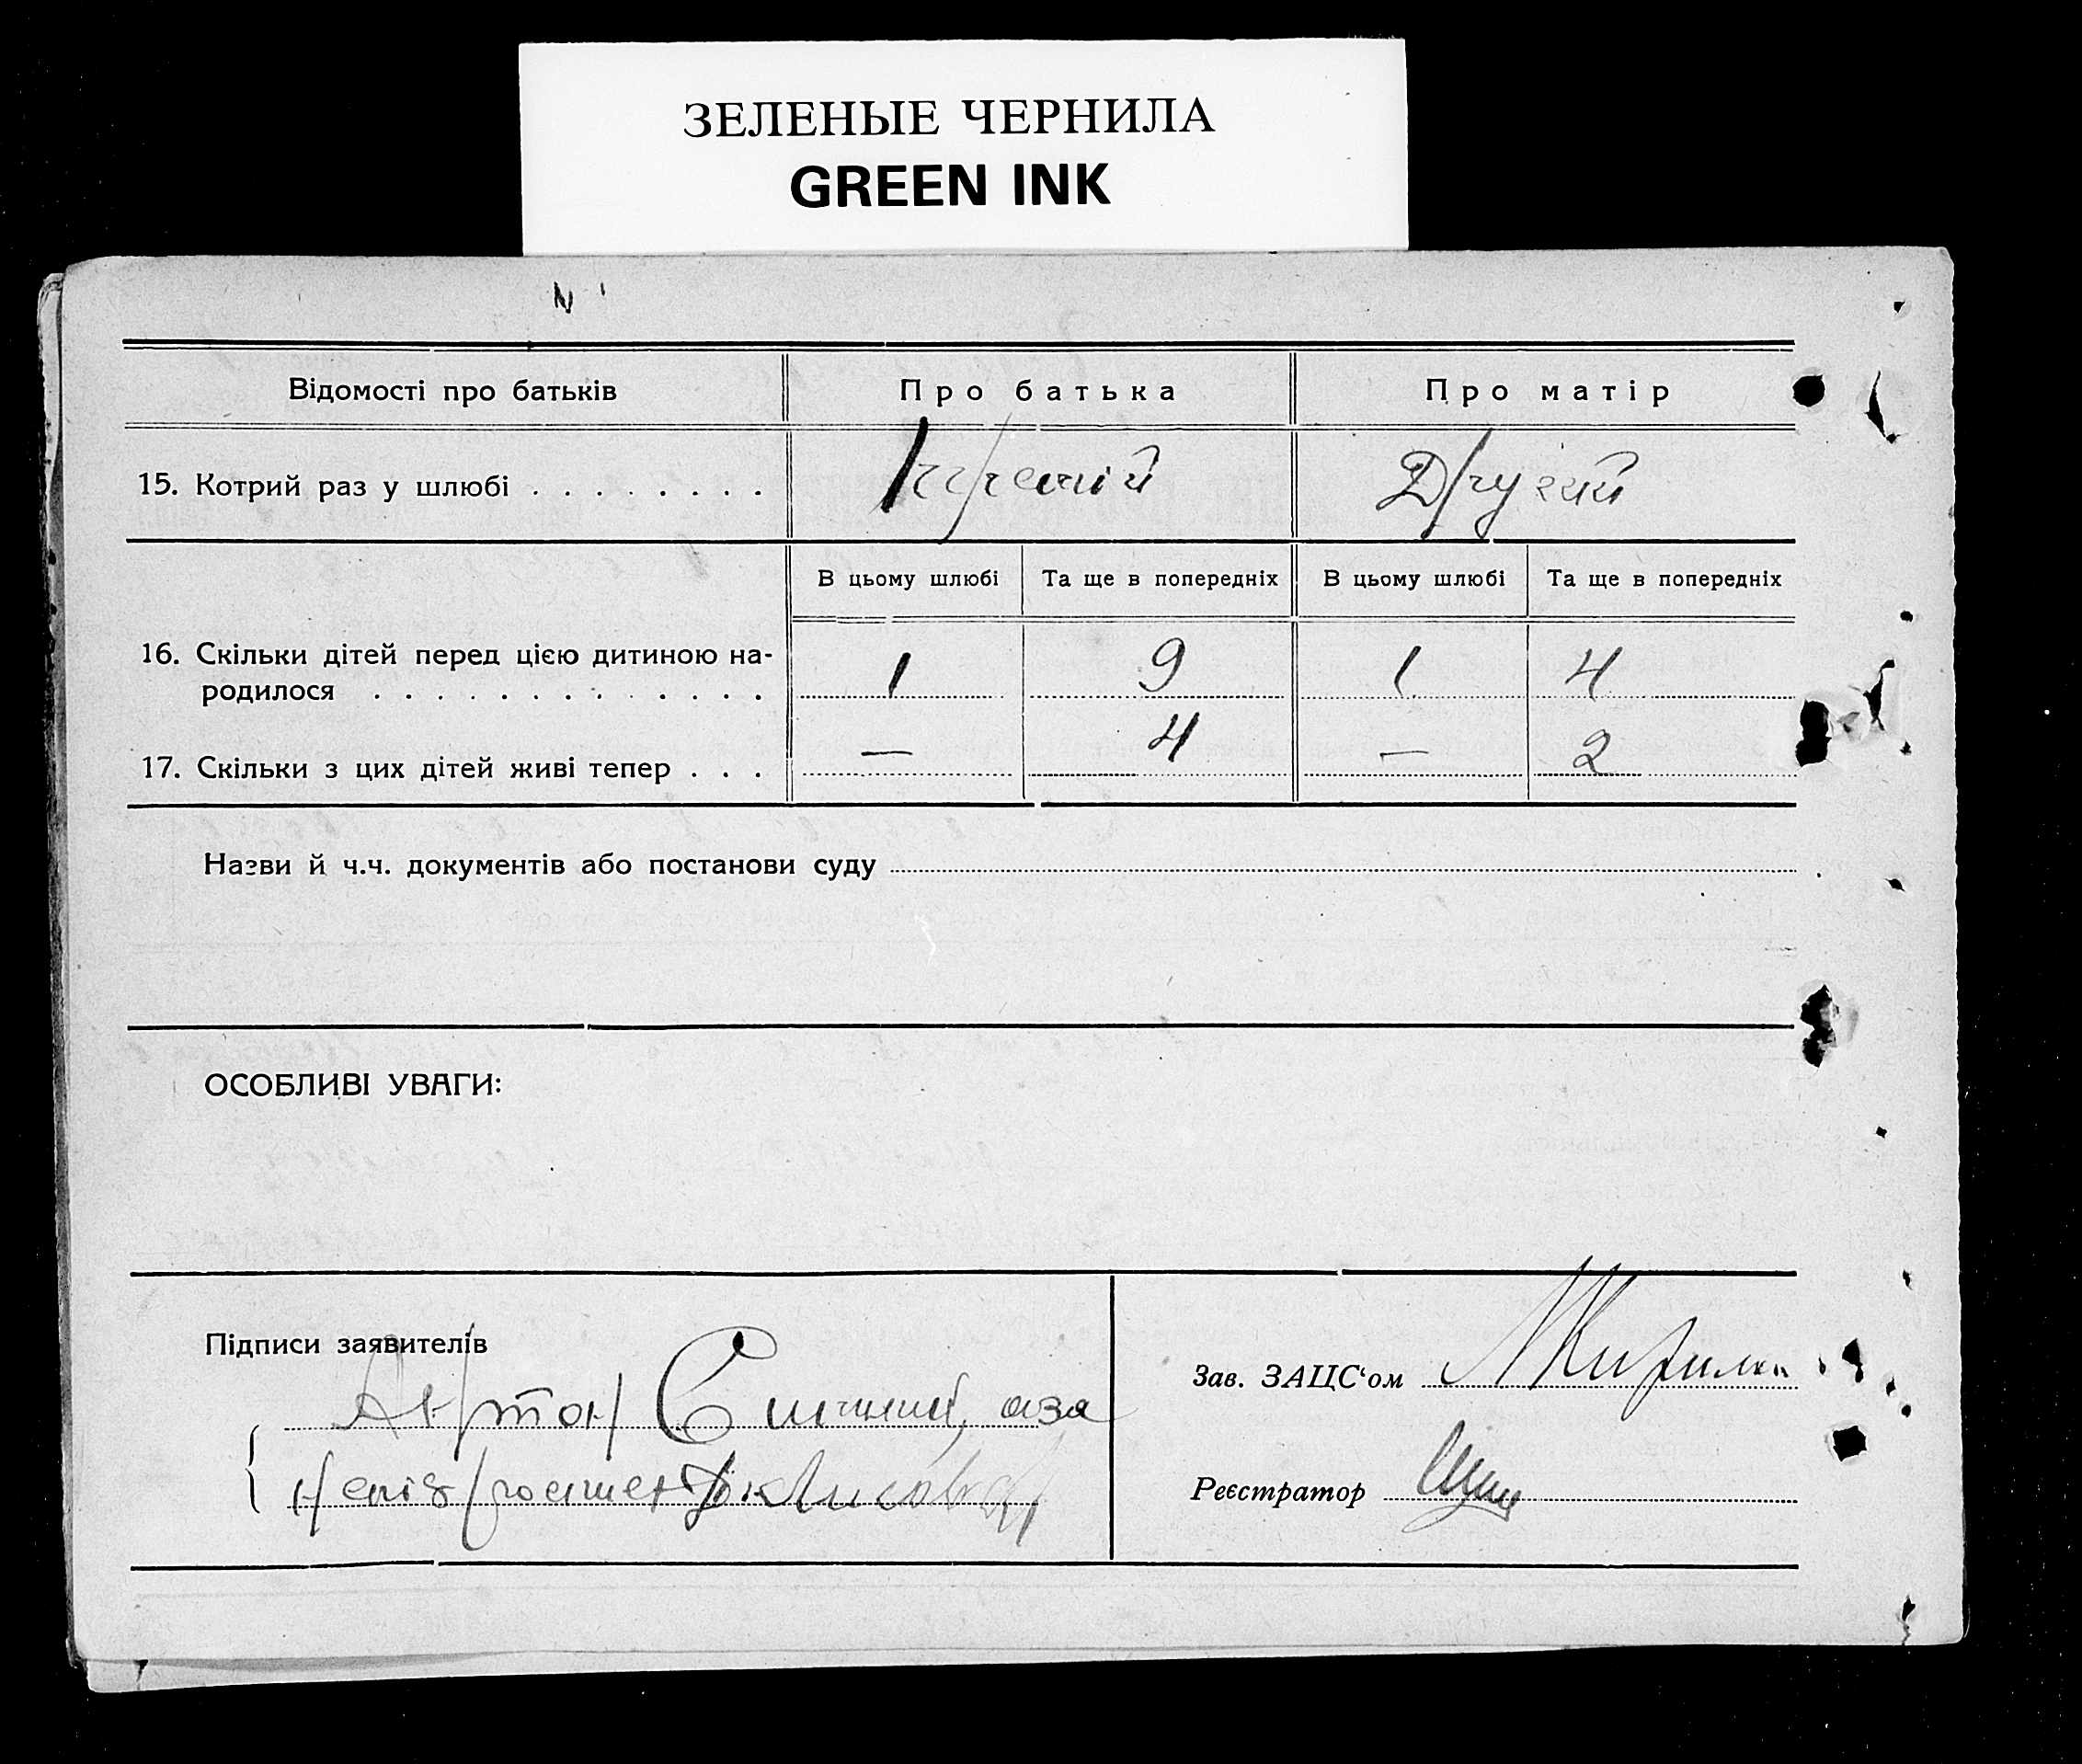 ЗЕЛЕНЫЕ ЧЕРНИЛА
GREEN INK
Відомості про батьків Про батька Про матір
15. Котрий раз у шлюбі . . . . . . . . третій Другий
В цьому шлюбі Та ще в попередніх В цьому шлюбі Та ще в попередніх
16. Скільки дітей перед цією дитиною на-
родилося . . . . . . . . . . . . . 1 9 1 4
17. Скільки з цих дітей живі тепер . . . — 4 — 2
Назви й ч.ч. документів або постанови суду
ОСОБЛИВІ УВАГИ:
Підписи заявителів
Зав. ЗАЦС‘ом
за
Реєстратор